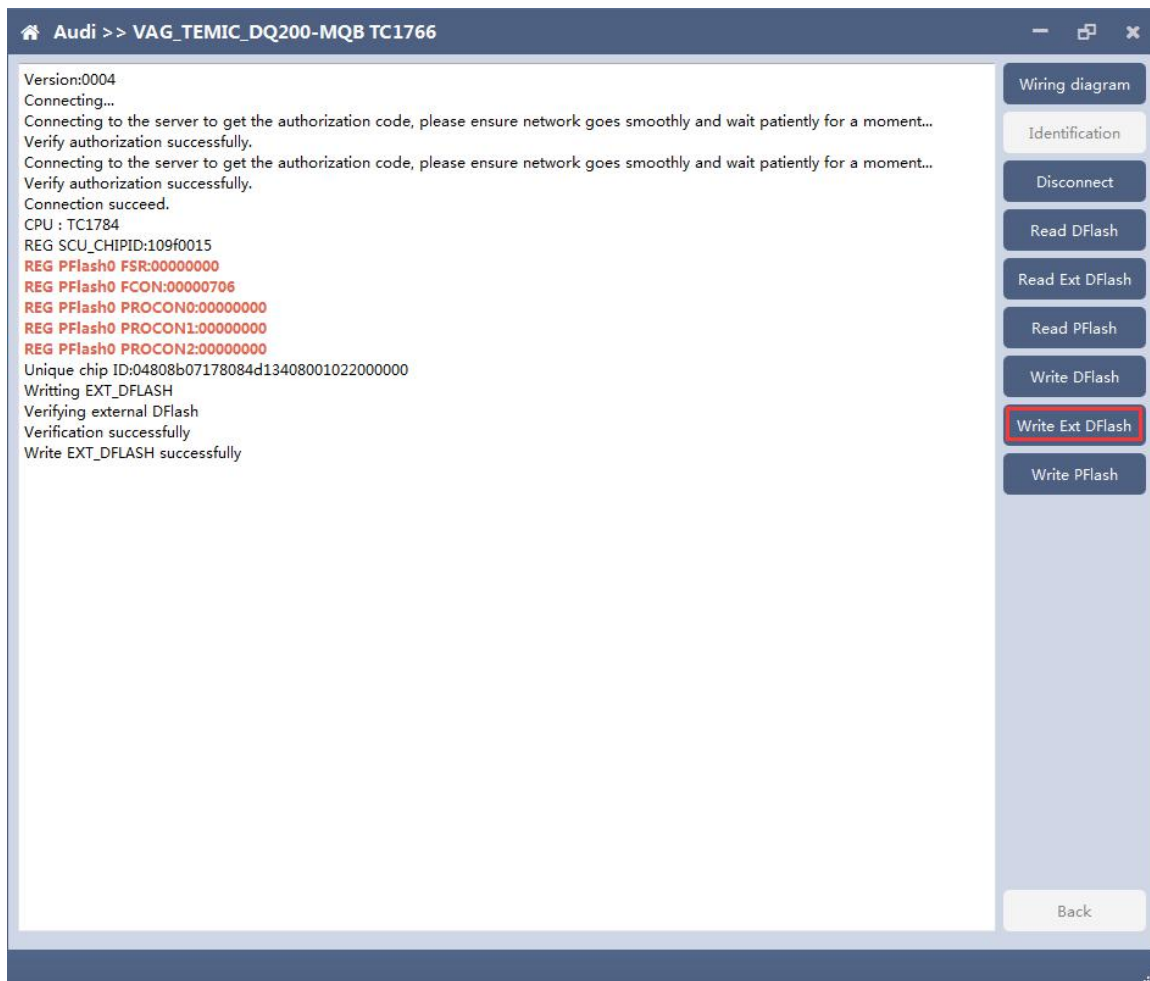 Audi >> VAG_TEMIC_DQ200-MQB TC1766
Version:0004
Connecting...
Connecting to the server to get the authorization code, please ensure network goes smoothly and wait patiently for a moment...
Verify authorization successfully.
Connecting to the server to get the authorization code, please ensure network goes smoothly and wait patiently for a moment...
Verify authorization successfully.
Connection succeed.
CPU : TC1784
REG SCU_CHIPID:109f0015
REG PFlash0 FSR:00000000
REG PFlash0 FCON:00000706
REG PFlash0 PROCON0:00000000
REG PFlash0 PROCON1:00000000
REG PFlash0 PROCON2:00000000
Unique chip ID:04808b07178084d13408001022000000
Writting EXT_DFLASH
Verifying external DFlash
Verification successfully
Write EXT_DFLASH successfully
Wiring diagram
Identification
Disconnect
Read DFlash
Read Ext DFlash
Read PFlash
Write DFlash
Write Ext DFlash
Write PFlash
Back